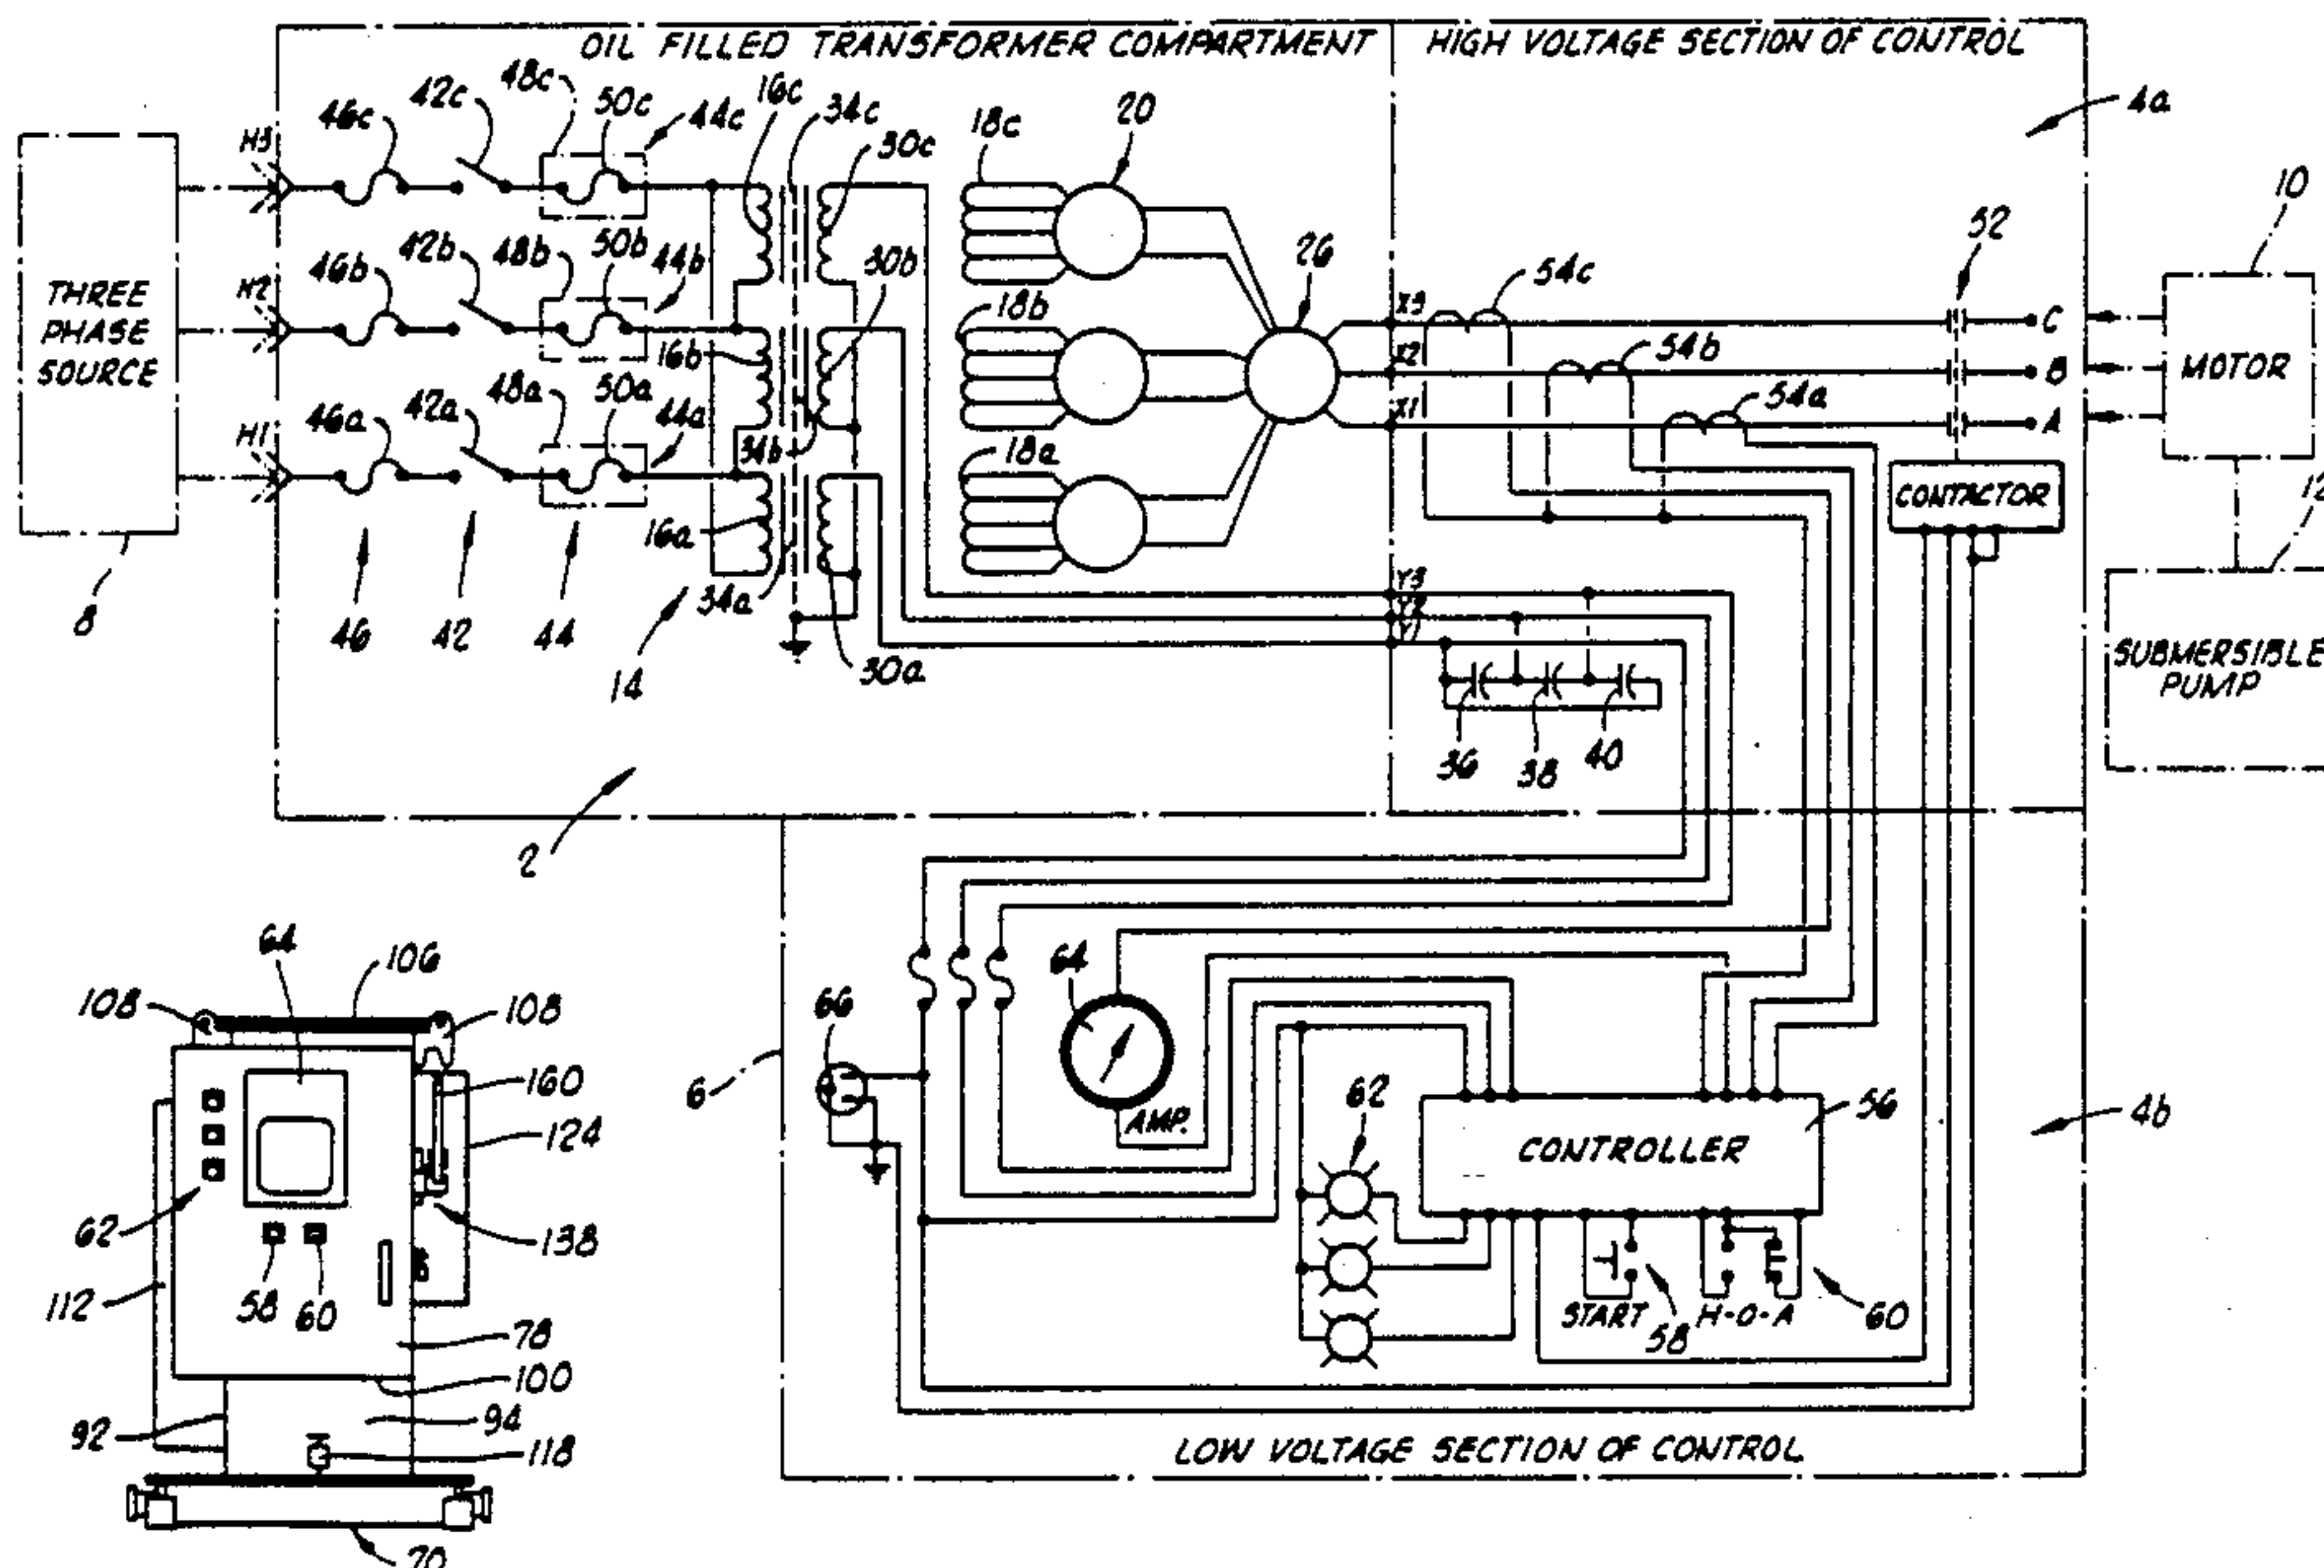 OIL FILLED TRANSFORMER COMPARTMENT
HIGH VOLTAGE SECTION OF CONTROL
48c
42c
50c
16c
46c
44c
34c
18c
20
4a
H3
30c
10
THREE
PHASE
SOURCE
H2
46b
42b
48b
50b
44b
30b
26
52
54c
18b
X3
C
16b
X2
54b
B
MOTOR
48a
50a
42a
46a
44a
H1
X1
54a
A
34b
18a
CONTACTOR
12
16a
34a
Y3
Y2
Y1
8
46
42
44
14
30a
SUBMERSIBLE
PUMP
36
38
40
2
64
106
108
108
64
66
160
6
AMP.
62
56
124
4b
CONTROLLER
62
138
112
58
60
START
58
H-O-A
60
78
100
92
94
118
LOW VOLTAGE SECTION OF CONTROL
70